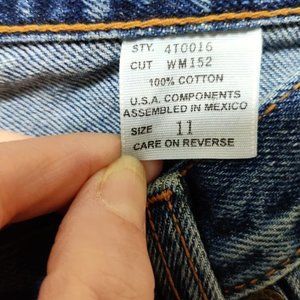 STY. 4T0016
CUT WM152
100% COTTON
U.S.A. COMPONENTS
ASSEMBLED IN MEXICO
SIZE 11
CARE ON REVERSE